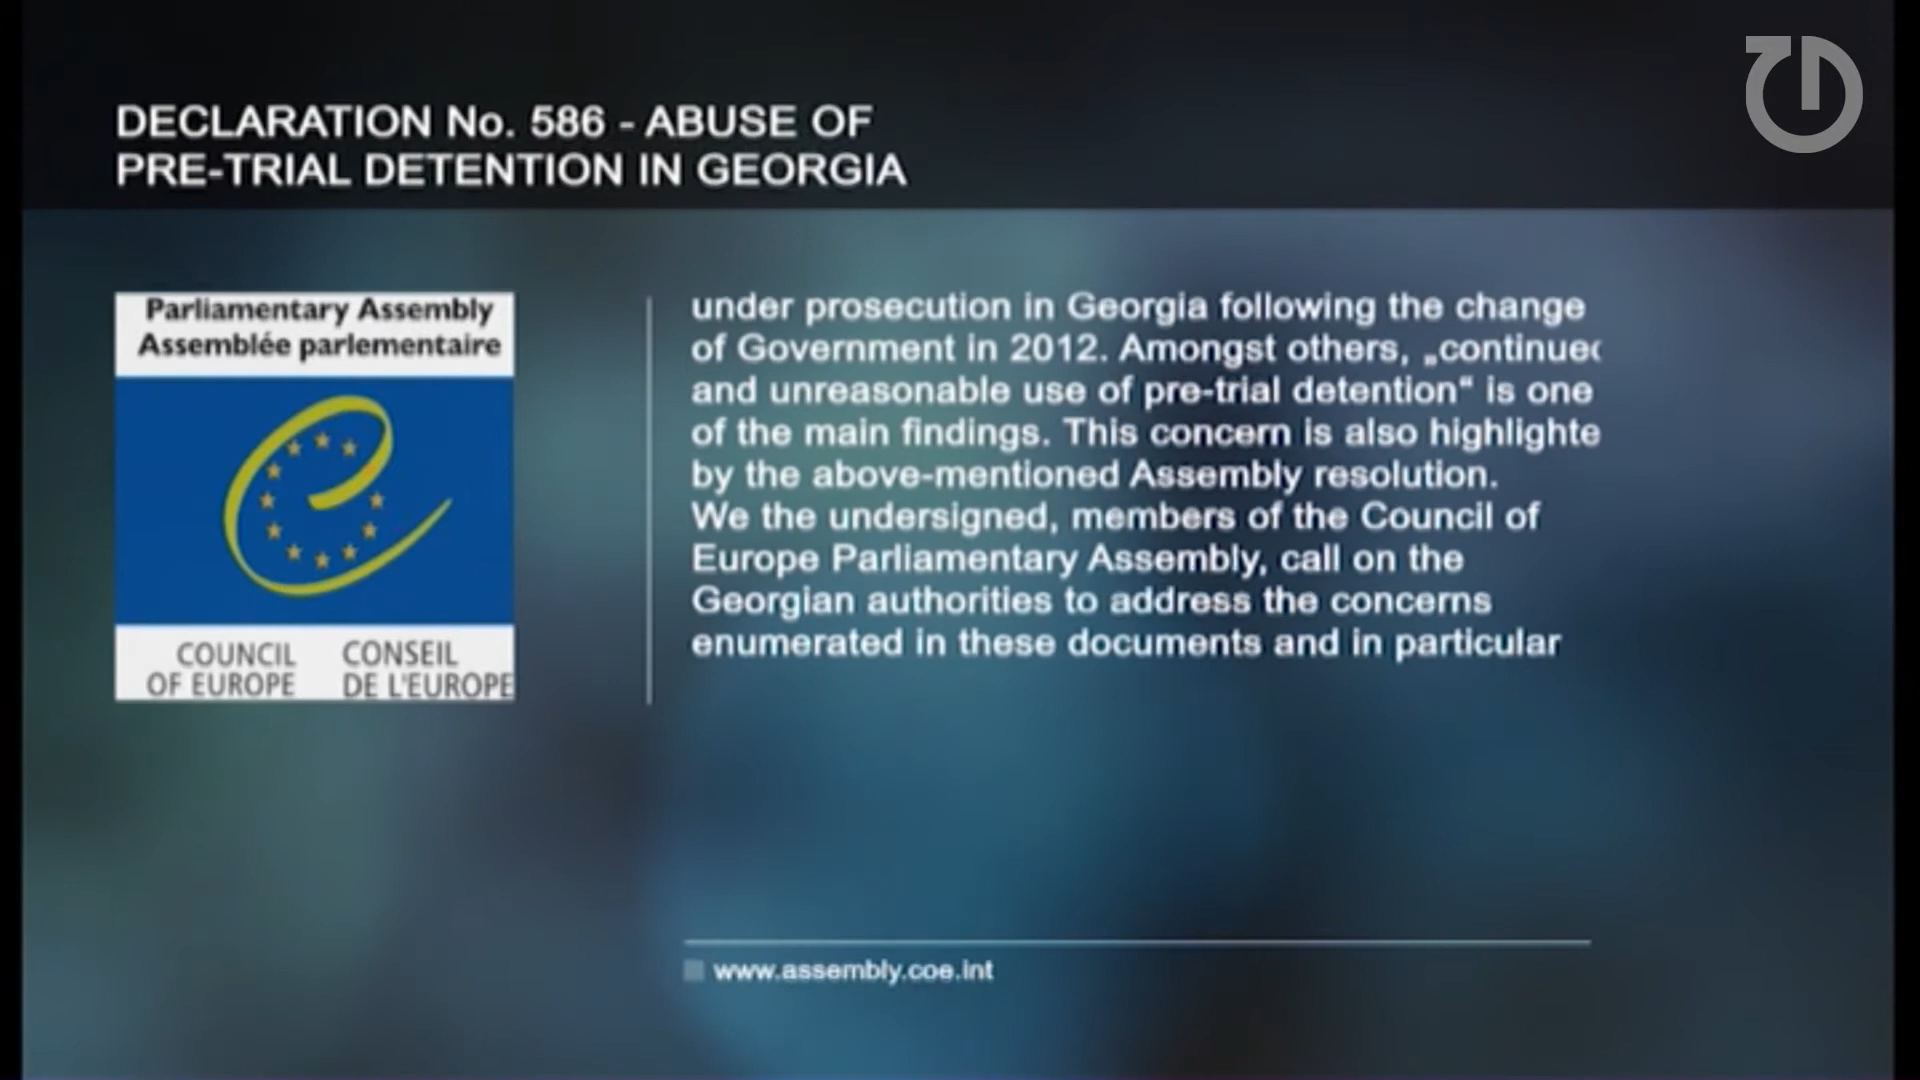 DECLARATION No. 586 - ABUSE OF
PRE-TRIAL DETENTION IN GEORGIA
Parliamentary Assembly
Assemblée parlementaire
COUNCIL OF EUROPE
CONSEIL DE L'EUROPE
under prosecution in Georgia following the change
of Government in 2012. Amongst others, „continued
and unreasonable use of pre-trial detention“ is one
of the main findings. This concern is also highlighte
by the above-mentioned Assembly resolution.
We the undersigned, members of the Council of
Europe Parliamentary Assembly, call on the
Georgian authorities to address the concerns
enumerated in these documents and in particular
www.assembly.coe.int